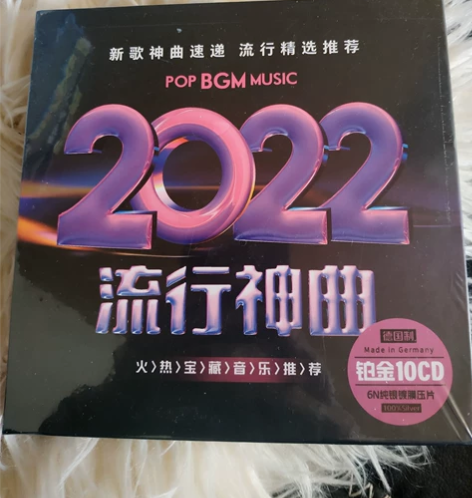 新歌神曲速递 流行精选推荐
POP BGM MUSIC
2022
流行神曲
火〉热〉宝〉藏〉音〉乐〉推〉荐
德国制
Made in Germany
铂金10CD
6N纯银镀膜压片
100%Silver